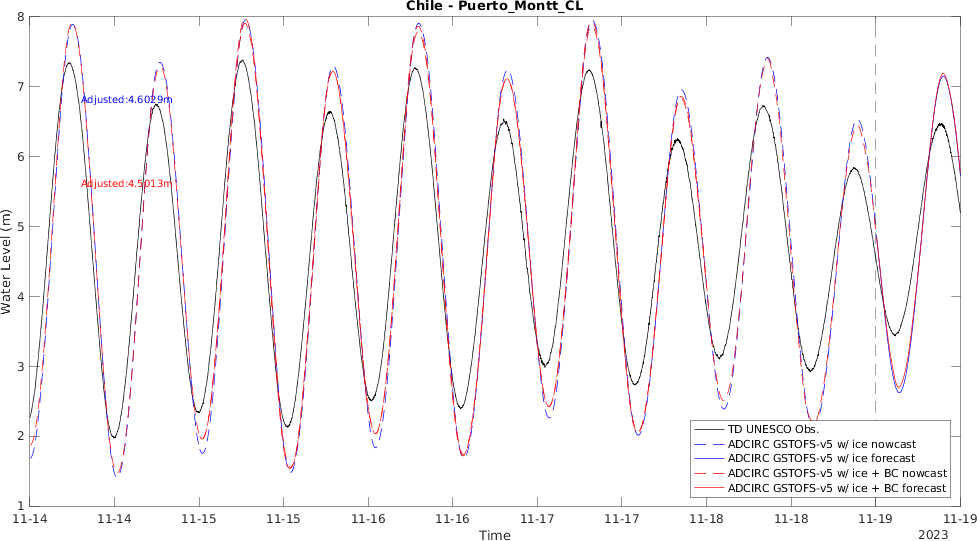 Chile - Puerto_Montt_CL
8
7
6
5
4
3
2
1
Water Level (m)
Adjusted:4.6029m
Adjusted:4.5013m
TD UNESCO Obs.
ADCIRC GSTOFS-v5 w/ ice nowcast
ADCIRC GSTOFS-v5 w/ ice forecast
ADCIRC GSTOFS-v5 w/ ice + BC nowcast
ADCIRC GSTOFS-v5 w/ ice + BC forecast
11-14 11-14 11-15 11-15 11-16 11-16 11-17 11-17 11-18 11-18 11-19 11-19
Time
2023